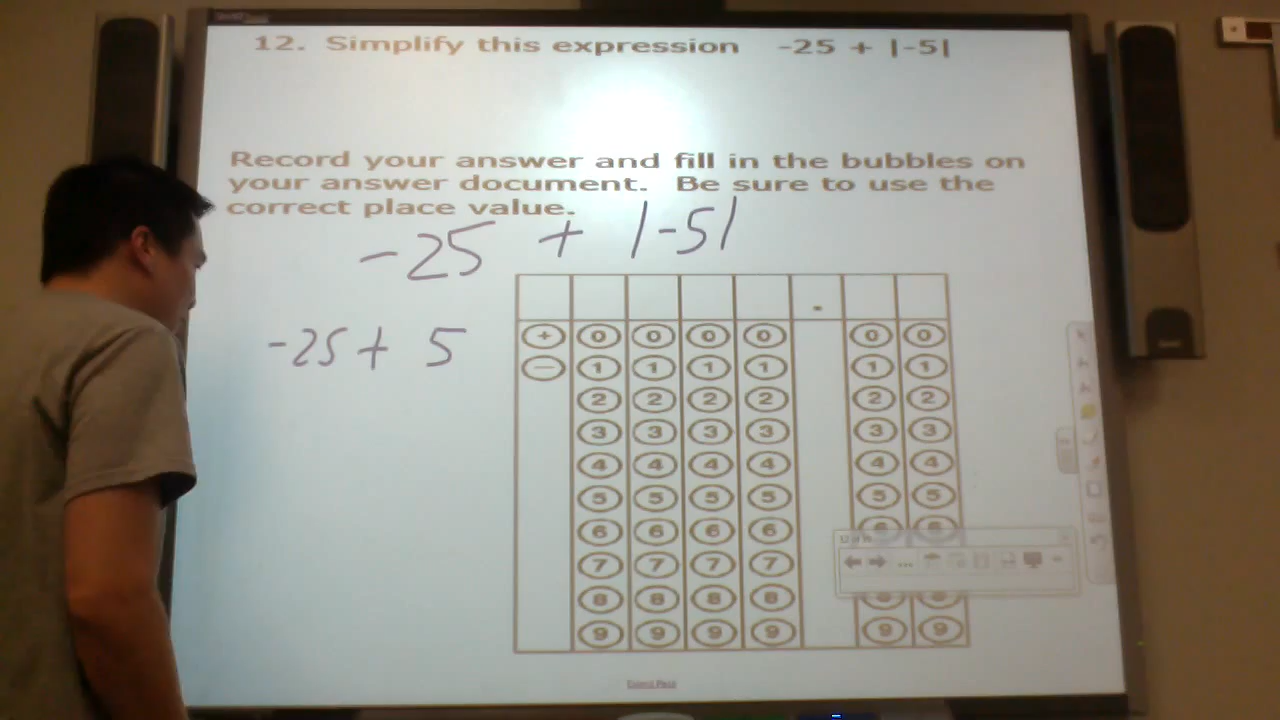 12. Simplify this expression -25 + |-5|
Record your answer and fill in the bubbles on
your answer document. Be sure to use the
correct place value.
-25 + |-5|
-25 + 5
.
+ 0 0 0 0 0 0
− 1 1 1 1 1 1
2 2 2 2 2 2
3 3 3 3 3 3
4 4 4 4 4 4
5 5 5 5 5 5
6 6 6 6 6 6
7 7 7 7
8 8 8 8 8 8
9 9 9 9 9 9